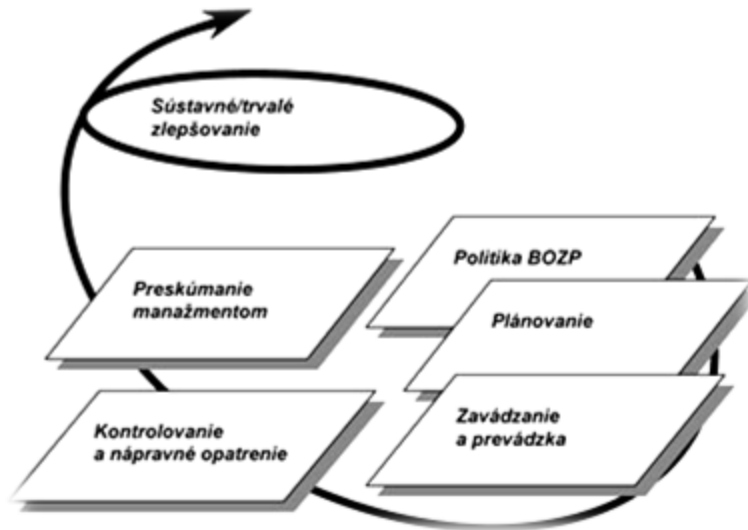 Sústavné/trvalé
zlepšovanie
Politika BOZP
Preskúmanie
manažmentom
Plánovanie
Kontrolovanie
a nápravné opatrenie
Zavádzanie
a prevádzka